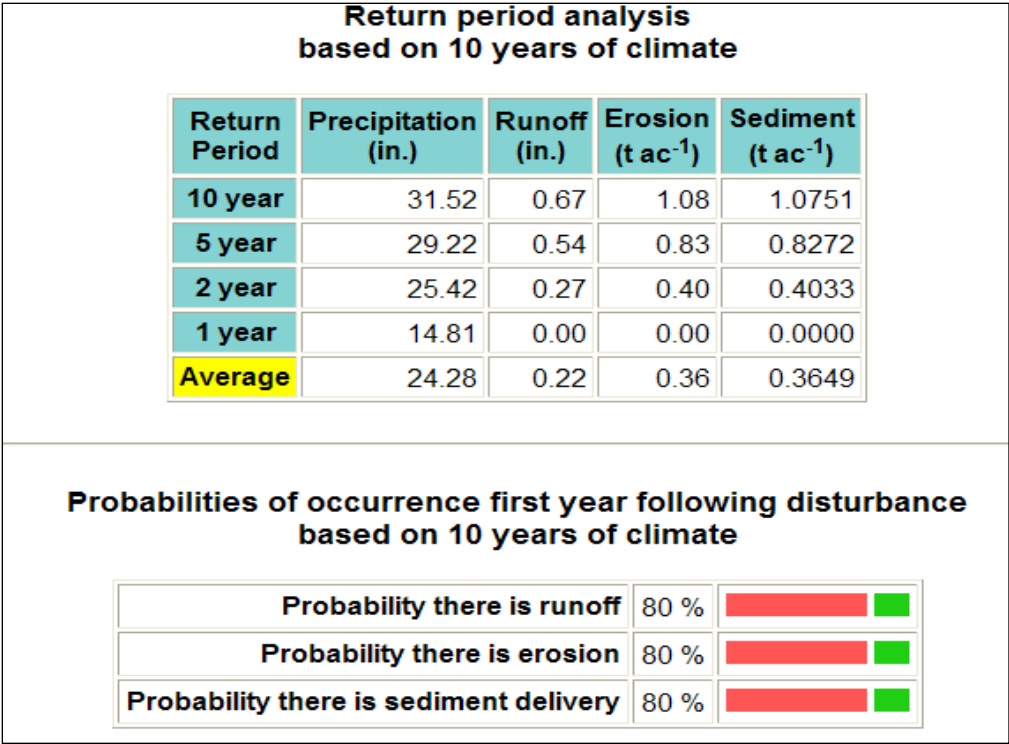 Return period analysis
based on 10 years of climate
Return Period Precipitation (in.) Runoff (in.) Erosion (t ac-1) Sediment (t ac-1)
10 year 31.52 0.67 1.08 1.0751
5 year 29.22 0.54 0.83 0.8272
2 year 25.42 0.27 0.40 0.4033
1 year 14.81 0.00 0.00 0.0000
Average 24.28 0.22 0.36 0.3649
Probabilities of occurrence first year following disturbance
based on 10 years of climate
Probability there is runoff 80 %
Probability there is erosion 80 %
Probability there is sediment delivery 80 %